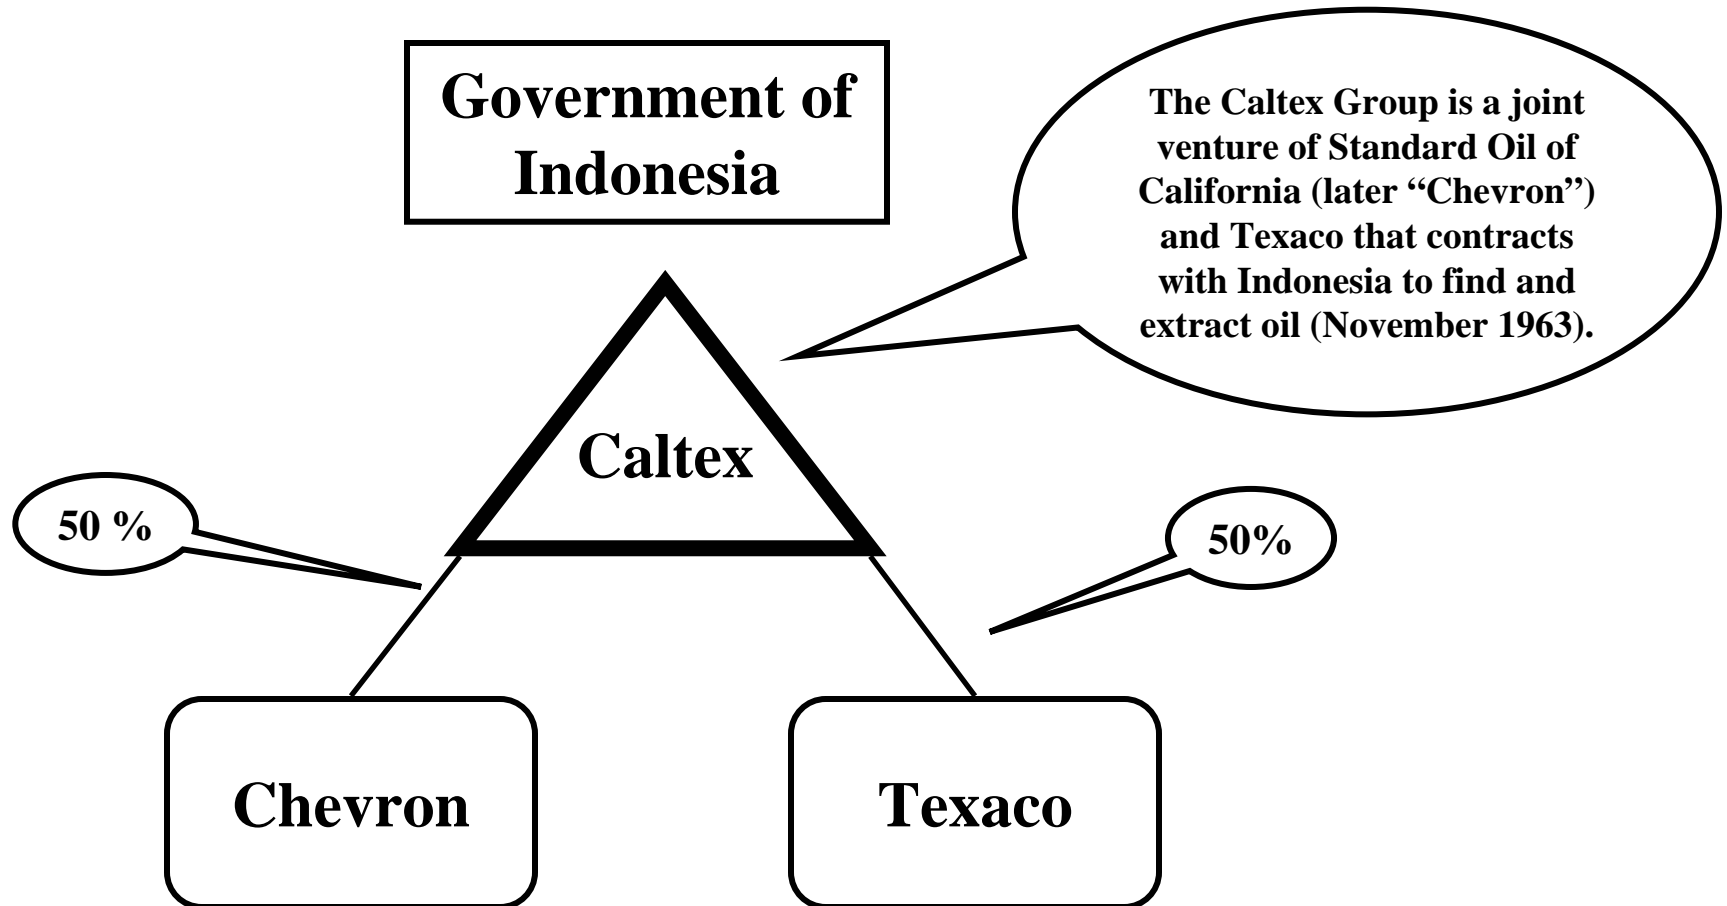 Government of
Indonesia
The Caltex Group is a joint
venture of Standard Oil of
California (later “Chevron”)
and Texaco that contracts
with Indonesia to find and
extract oil (November 1963).
Caltex
50 %
50%
Chevron
Texaco